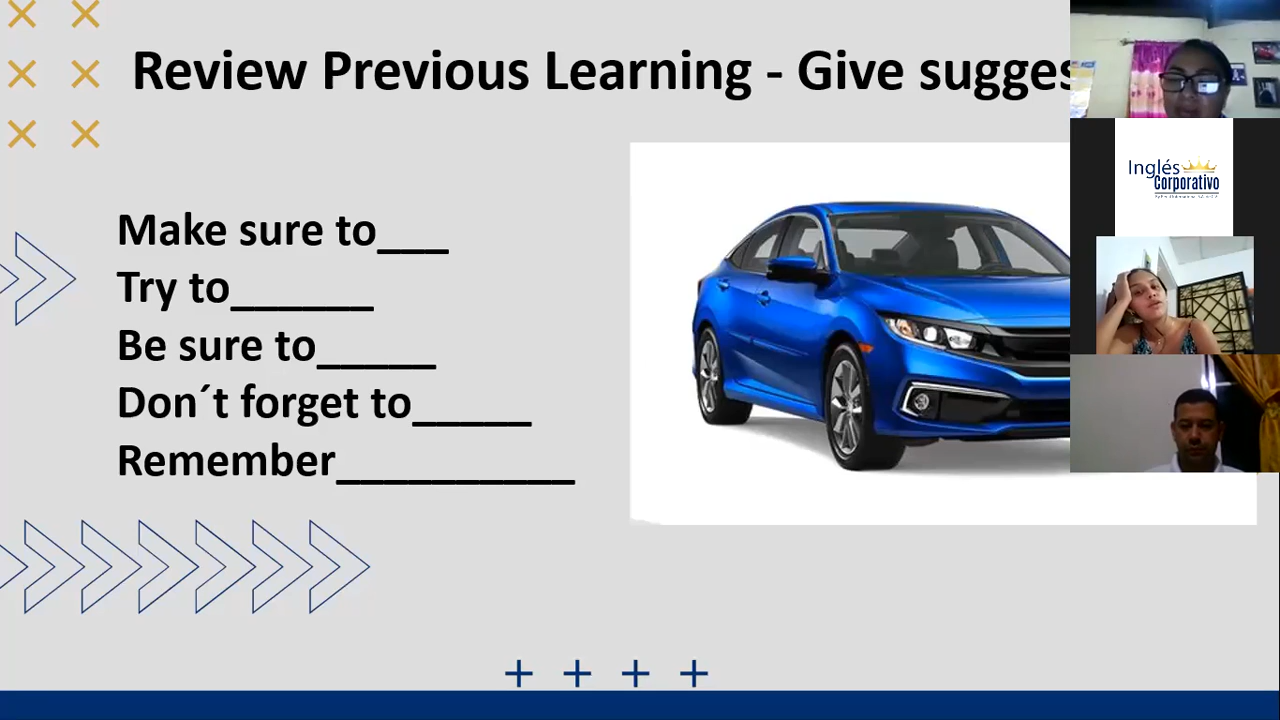 Review Previous Learning - Give sugges
Make sure to___
Try to______
Be sure to_____
Don´t forget to_____
Remember__________
Inglés
Corporativo